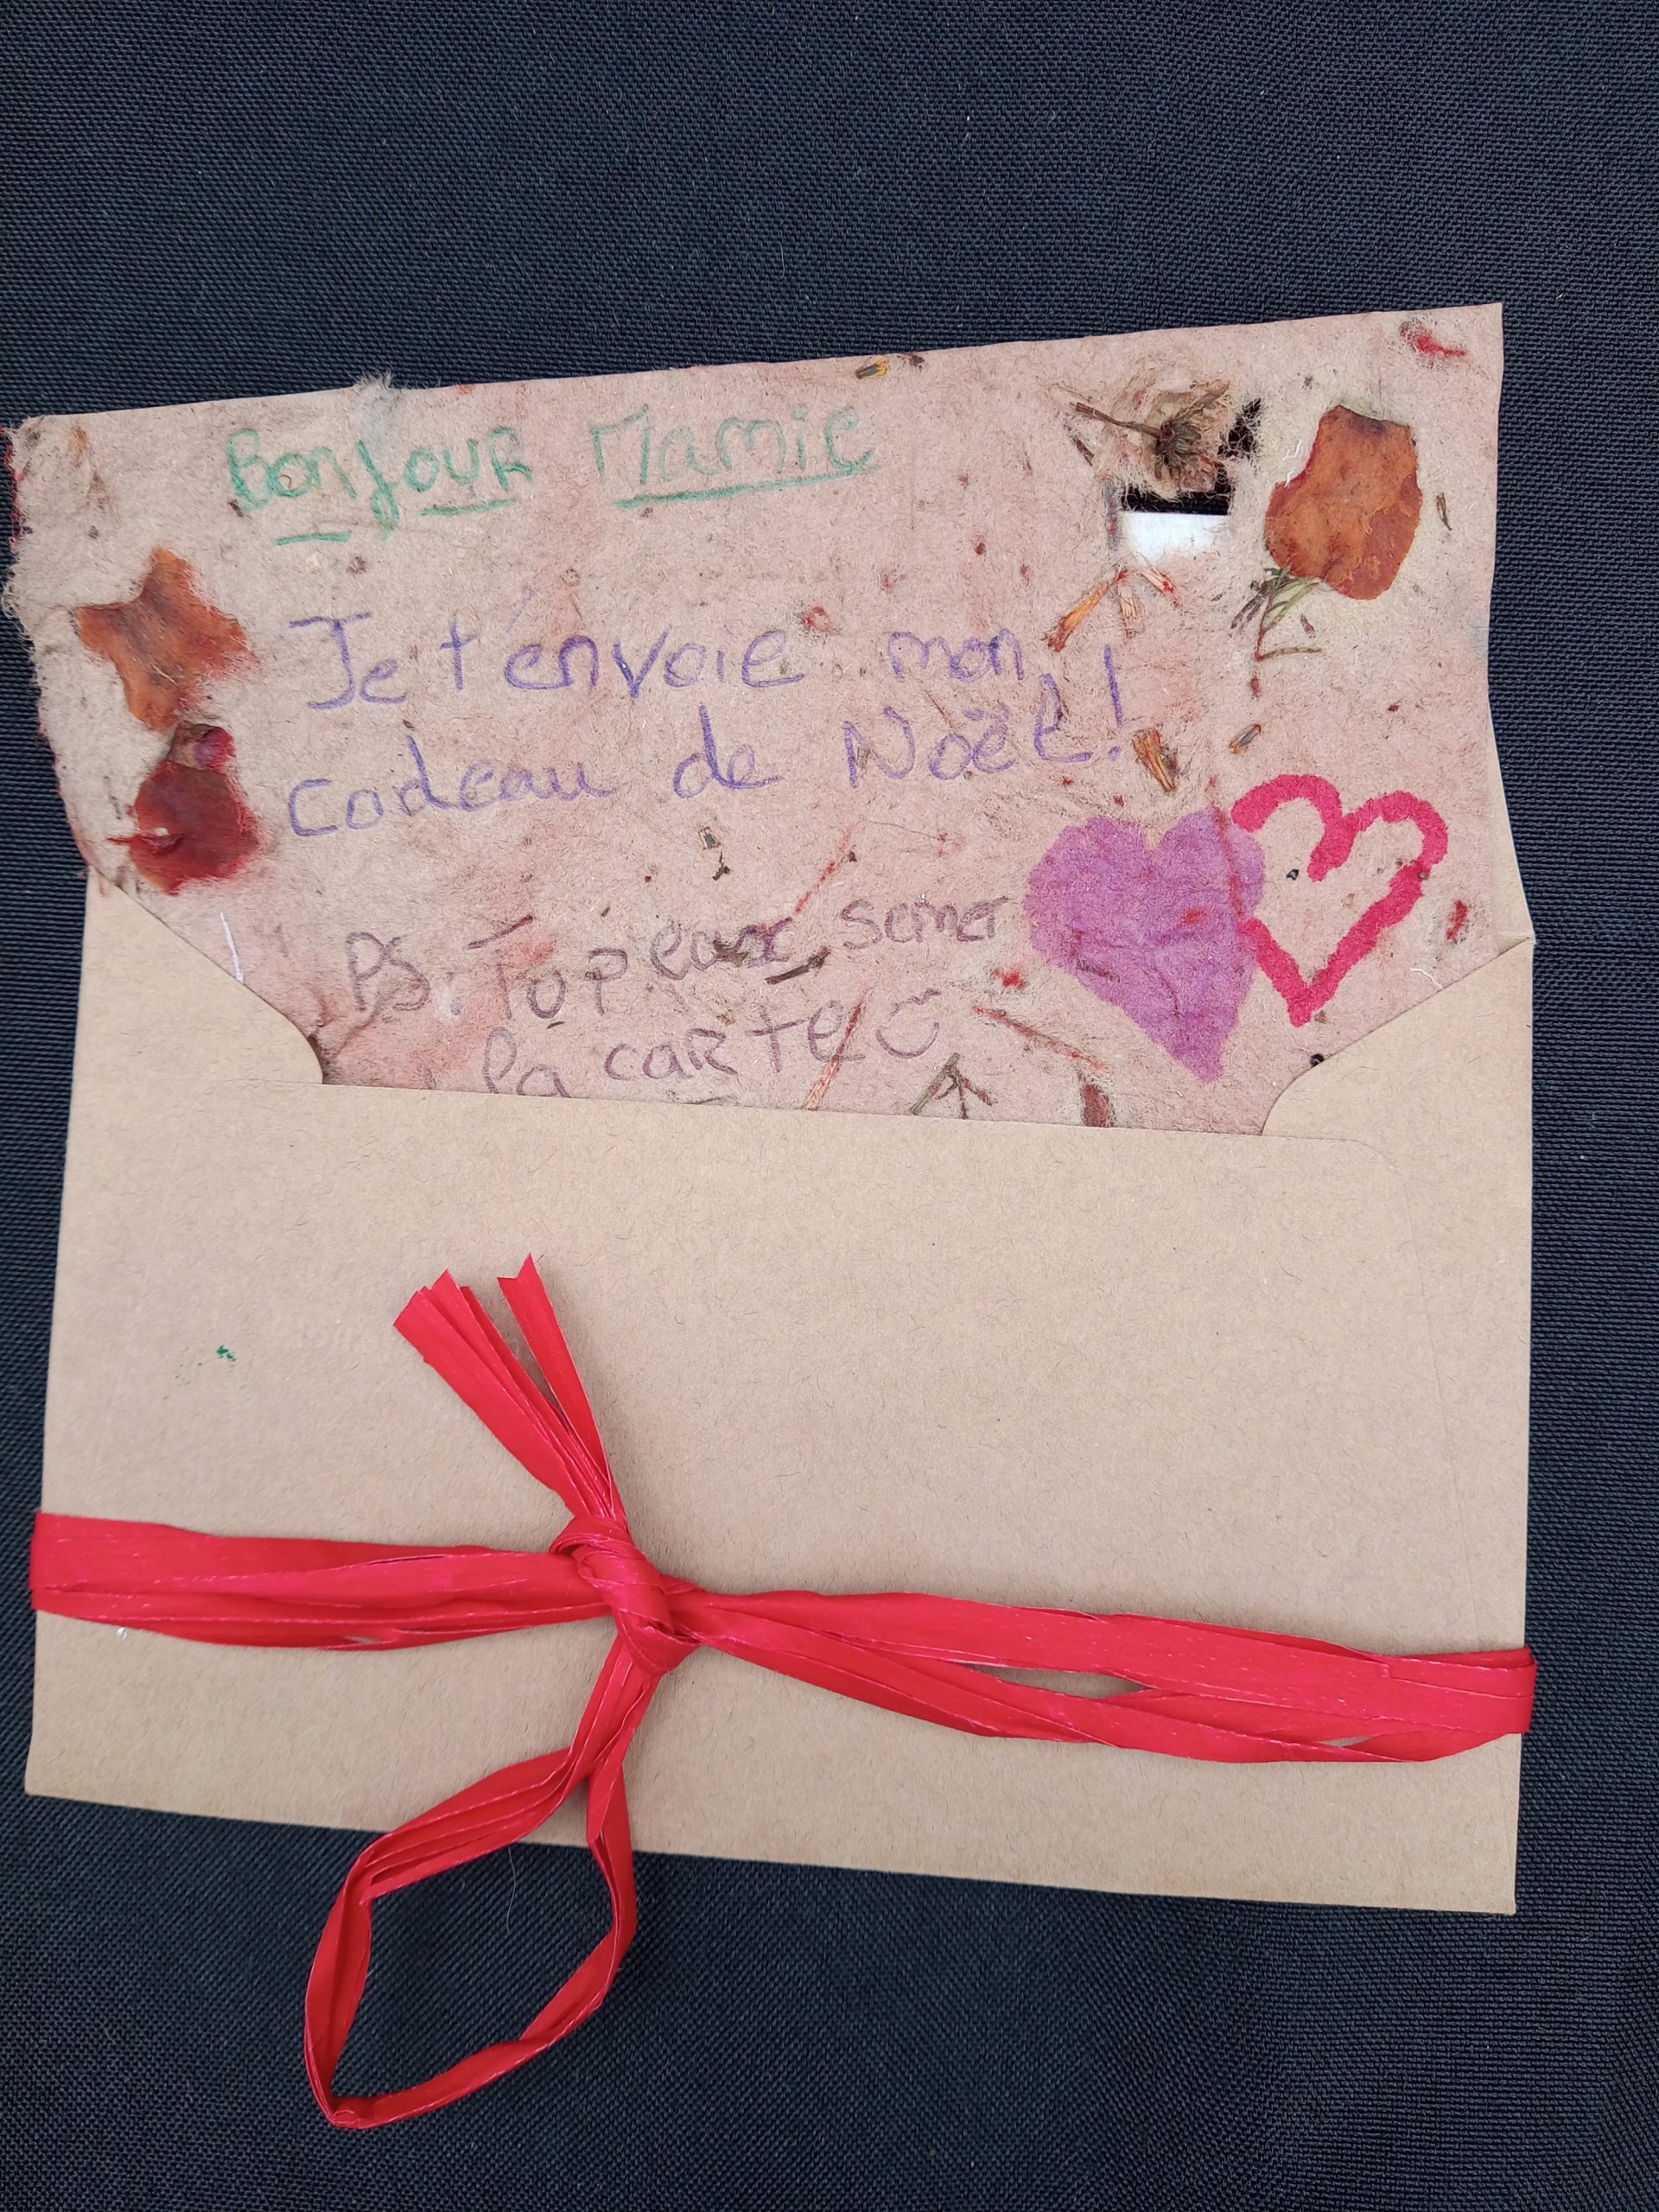 Bonjour Mamie
Je t'envoie mon
cadeau de Noël!
PS: Tu peux semer
la carte